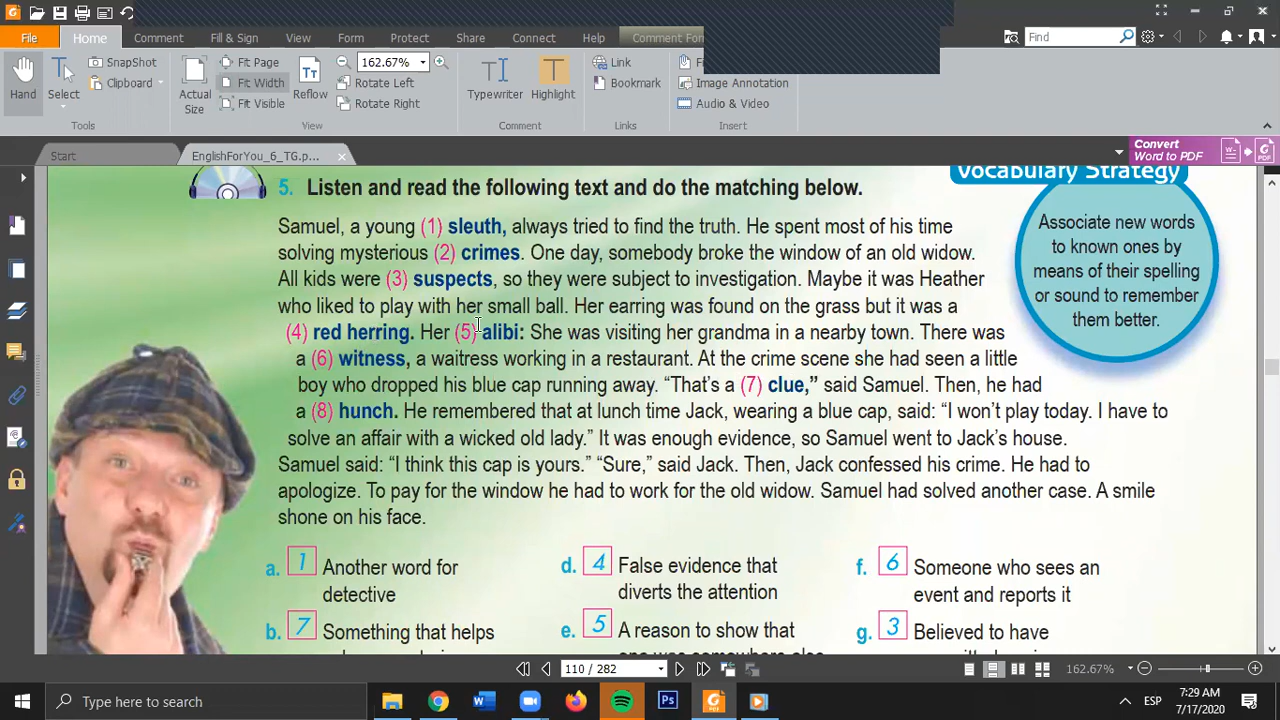 File Home Comment Fill & Sign View Form Protect Share Connect Help Comment Find
SnapShot Fit Page 162.67% Rotate Left Link Image Annotation
Clipboard Fit Width Rotate Right Bookmark Audio & Video
Hand Select Actual Size Fit Visible Reflow Typewriter Highlight
Tools View Comment Links Insert
Start EnglishForYou_6_TG.p... Convert Word to PDF
5. Listen and read the following text and do the matching below.
Samuel, a young (1) sleuth, always tried to find the truth. He spent most of his time
solving mysterious (2) crimes. One day, somebody broke the window of an old widow.
All kids were (3) suspects, so they were subject to investigation. Maybe it was Heather
who liked to play with her small ball. Her earring was found on the grass but it was a
(4) red herring. Her (5) alibi: She was visiting her grandma in a nearby town. There was
a (6) witness, a waitress working in a restaurant. At the crime scene she had seen a little
boy who dropped his blue cap running away. “That’s a (7) clue,” said Samuel. Then, he had
a (8) hunch. He remembered that at lunch time Jack, wearing a blue cap, said: “I won’t play today. I have to
solve an affair with a wicked old lady.” It was enough evidence, so Samuel went to Jack’s house.
Samuel said: “I think this cap is yours.” “Sure,” said Jack. Then, Jack confessed his crime. He had to
apologize. To pay for the window he had to work for the old widow. Samuel had solved another case. A smile
shone on his face.
Vocabulary Strategy
Associate new words
to known ones by
means of their spelling
or sound to remember
them better.
a. 1 Another word for
detective
b. 7 Something that helps
d. 4 False evidence that
diverts the attention
e. 5 A reason to show that
f. 6 Someone who sees an
event and reports it
g. 3 Believed to have
110 / 282 162.67%
Type here to search ESP 7:29 AM
7/17/2020